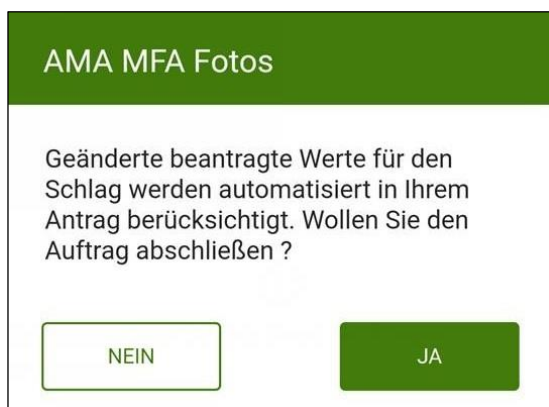 AMA MFA Fotos
Geänderte beantragte Werte für den
Schlag werden automatisiert in Ihrem
Antrag berücksichtigt. Wollen Sie den
Auftrag abschließen ?
NEIN
JA